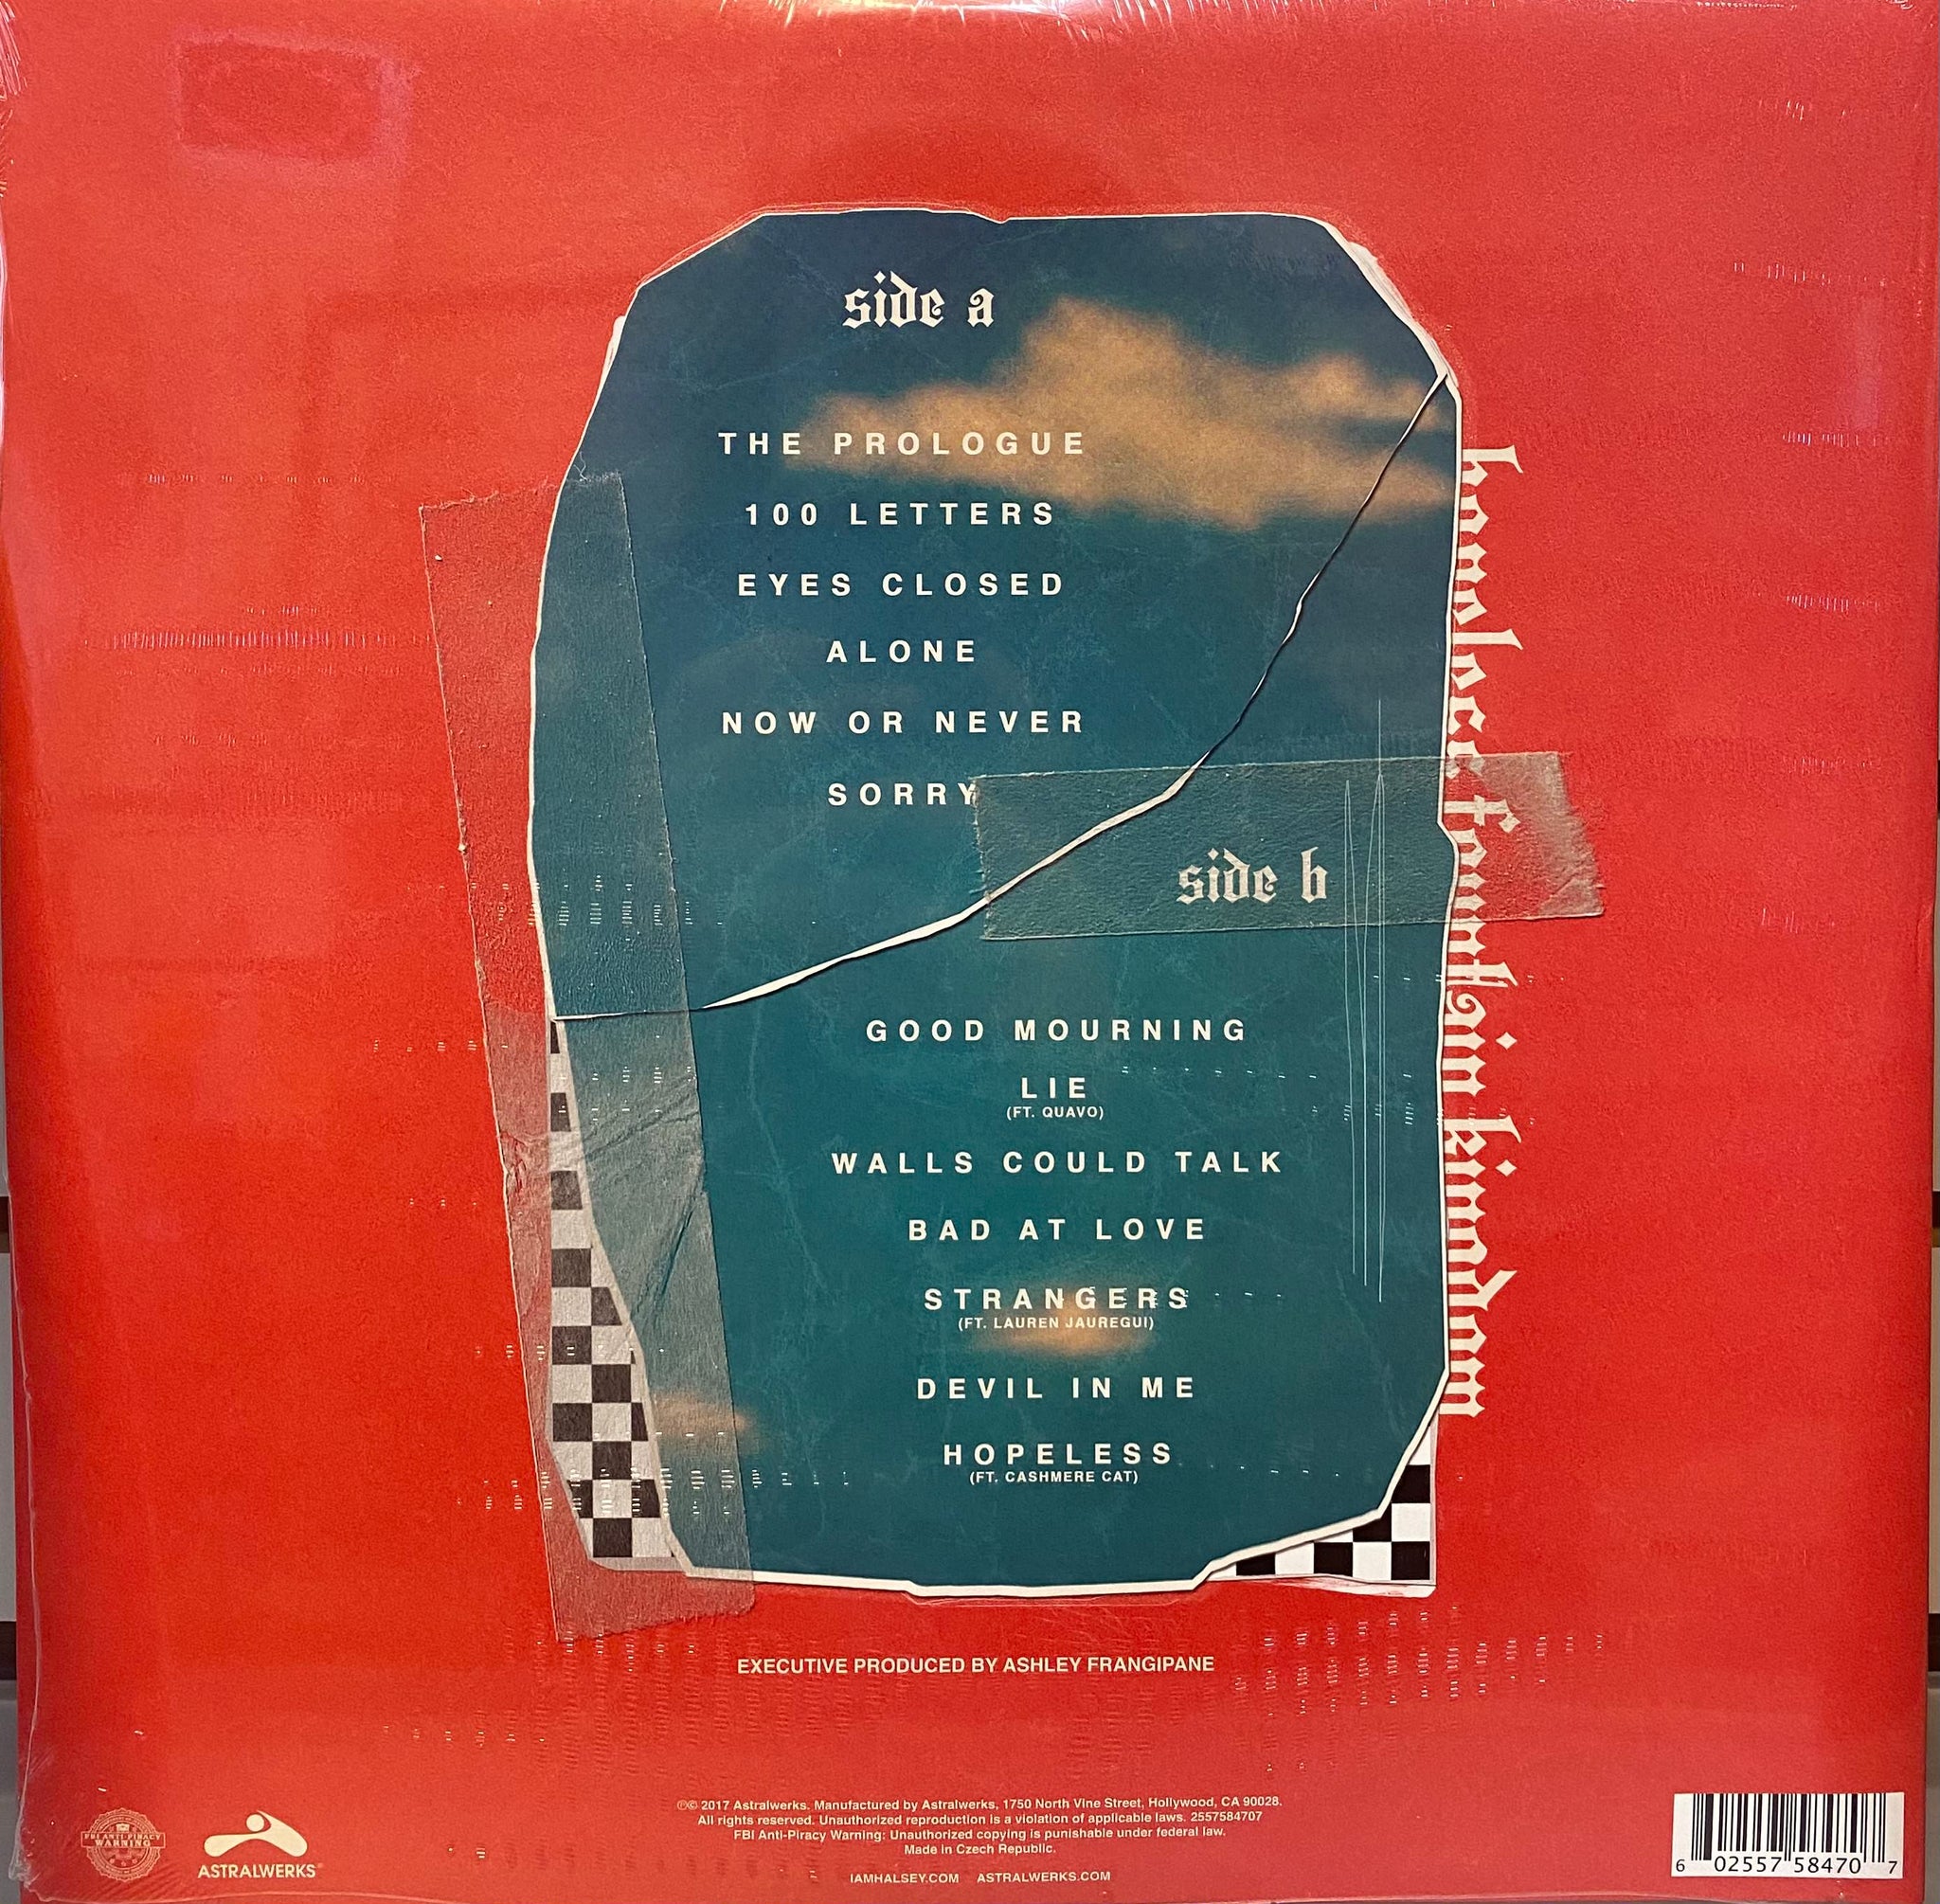 side a
THE PROLOGUE
100 LETTERS
EYES CLOSED
ALONE
NOW OR NEVER
SORRY
side b
GOOD MOURNING
LIE
(FT. QUAVO)
WALLS COULD TALK
BAD AT LOVE
STRANGERS
(FT. LAUREN JAUREGUI)
DEVIL IN ME
HOPELESS
(FT. CASHMERE CAT)
hopeless fountain kingdom
EXECUTIVE PRODUCED BY ASHLEY FRANGIPANE
℗© 2017 Astralwerks. Manufactured by Astralwerks, 1750 North Vine Street, Hollywood, CA 90028.
All rights reserved. Unauthorized reproduction is a violation of applicable laws. 2557584707
FBI Anti-Piracy Warning: Unauthorized copying is punishable under federal law.
Made in Czech Republic.
IAMHALSEY.COM ASTRALWERKS.COM
FBI ANTI-PIRACY
WARNING
ASTRALWERKS
6 02557 58470 7